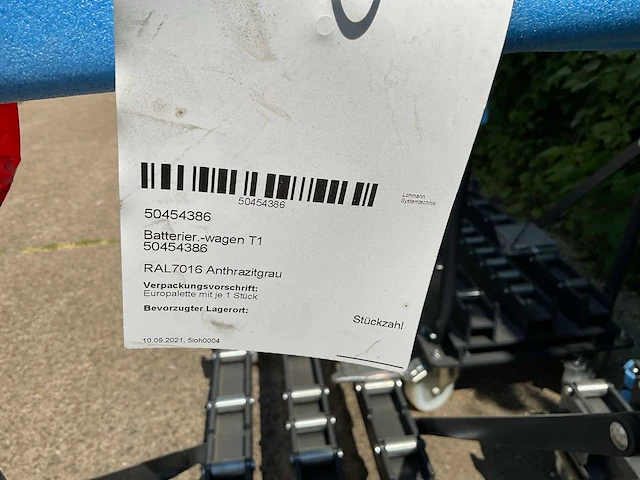 50454386
Lohmann
Systemtechnik
50454386
Batterier.-wagen T1
50454386
RAL7016 Anthrazitgrau
Verpackungsvorschrift:
Europalette mit je 1 Stück
Bevorzugter Lagerort:
Stückzahl
10.09.2021, 5loh0004